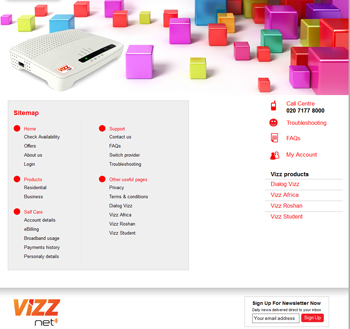 vizz
Sitemap
Home
Check Availability
Offers
About us
Login
Products
Residential
Business
Self Care
Account details
eBilling
Broadband usage
Payments history
Personaly details
Support
Contact us
FAQs
Switch provider
Troubleshooting
Other useful pages
Privacy
Terms & conditions
Dialog Vizz
Vizz Africa
Vizz Roshan
Vizz Student
Call Centre
020 7177 8000
Troubleshooting
FAQs
My Account
Vizz products
Dialog Vizz
Vizz Africa
Vizz Roshan
Vizz Student
VIZZ
net
Sign Up For Newsletter Now
Daily news delivered direct to your inbox
Your email address
Sign Up